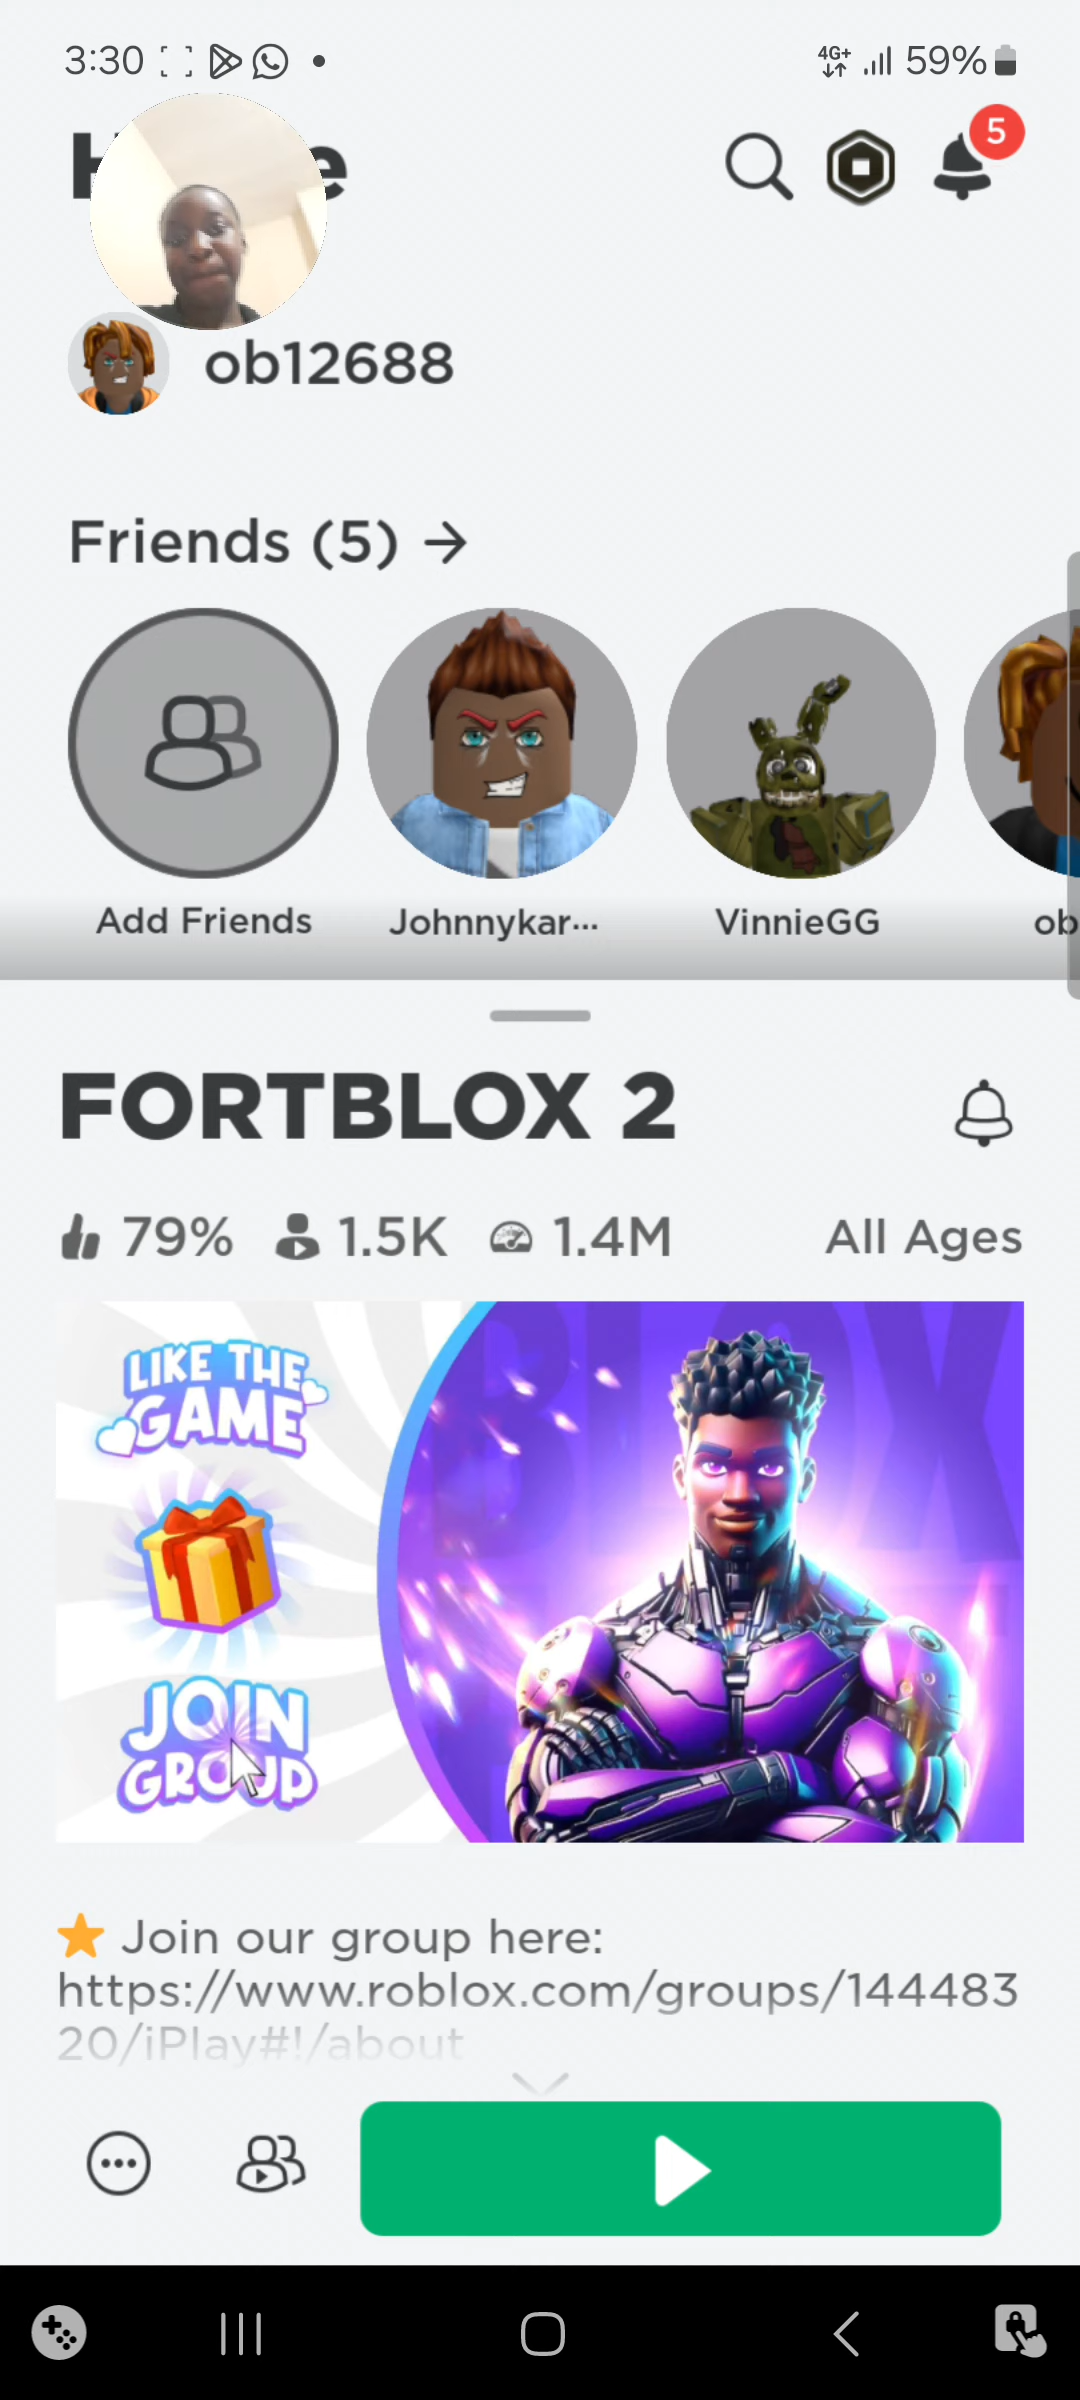 3:30 4G+ 59%
5
ob12688
Friends (5) →
Add Friends Johnnykar... VinnieGG ob
FORTBLOX 2
79% 1.5K 1.4M All Ages
LIKE THE
GAME
JOIN
GROUP
⭐ Join our group here:
https://www.roblox.com/groups/144483
20/iPlay#!/about